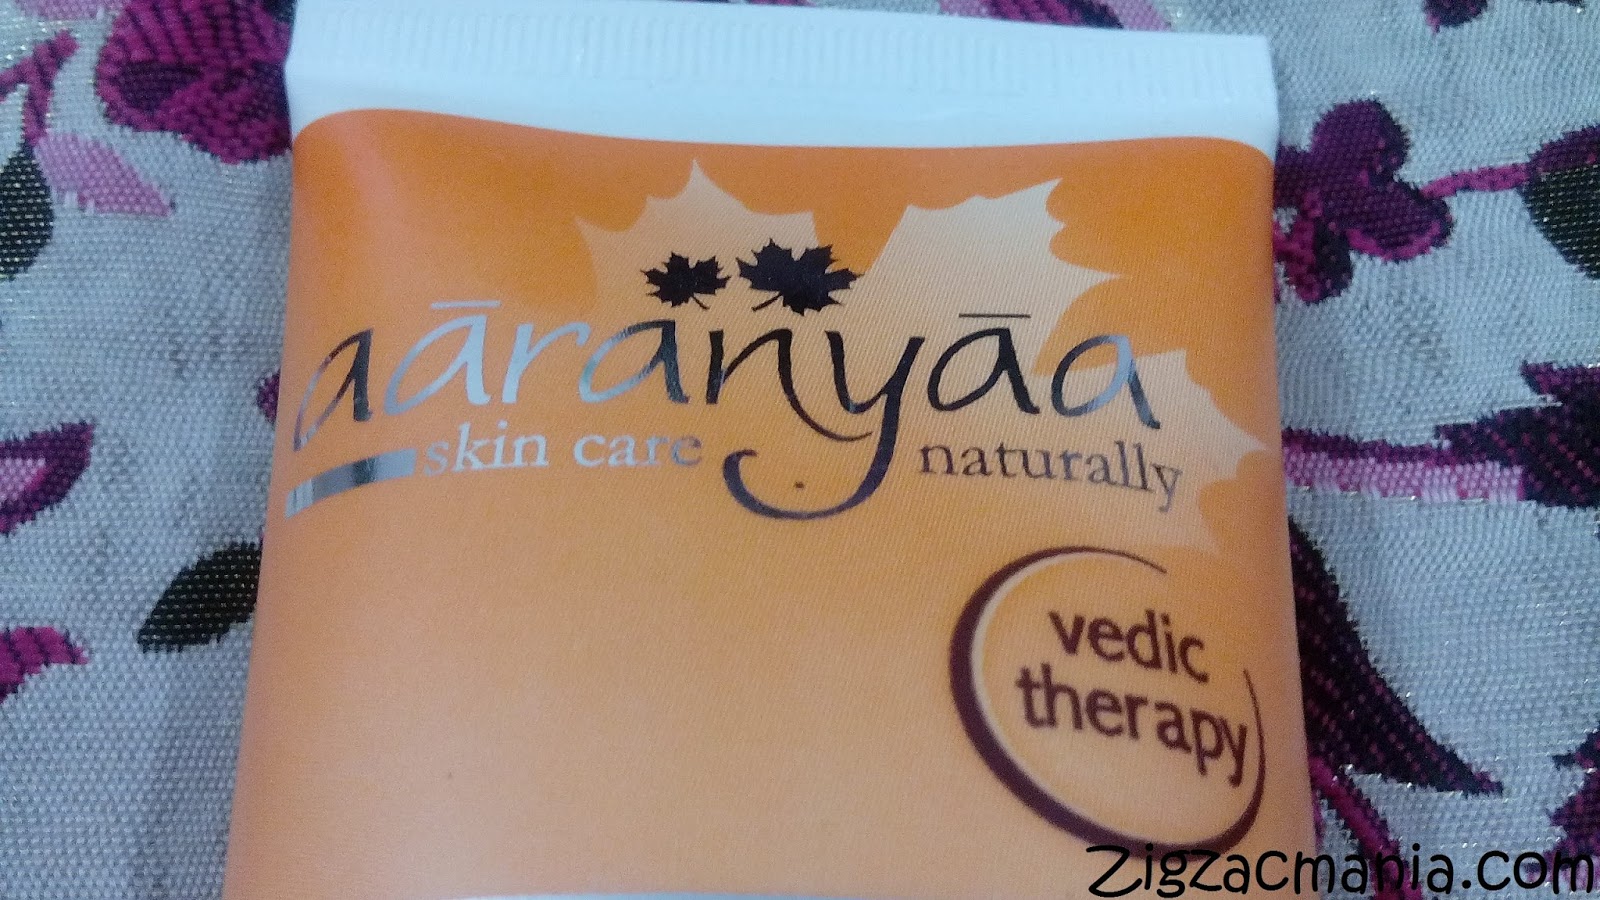 aāranyāa
skin care naturally
vedic
therapy
Zigzacmania.com